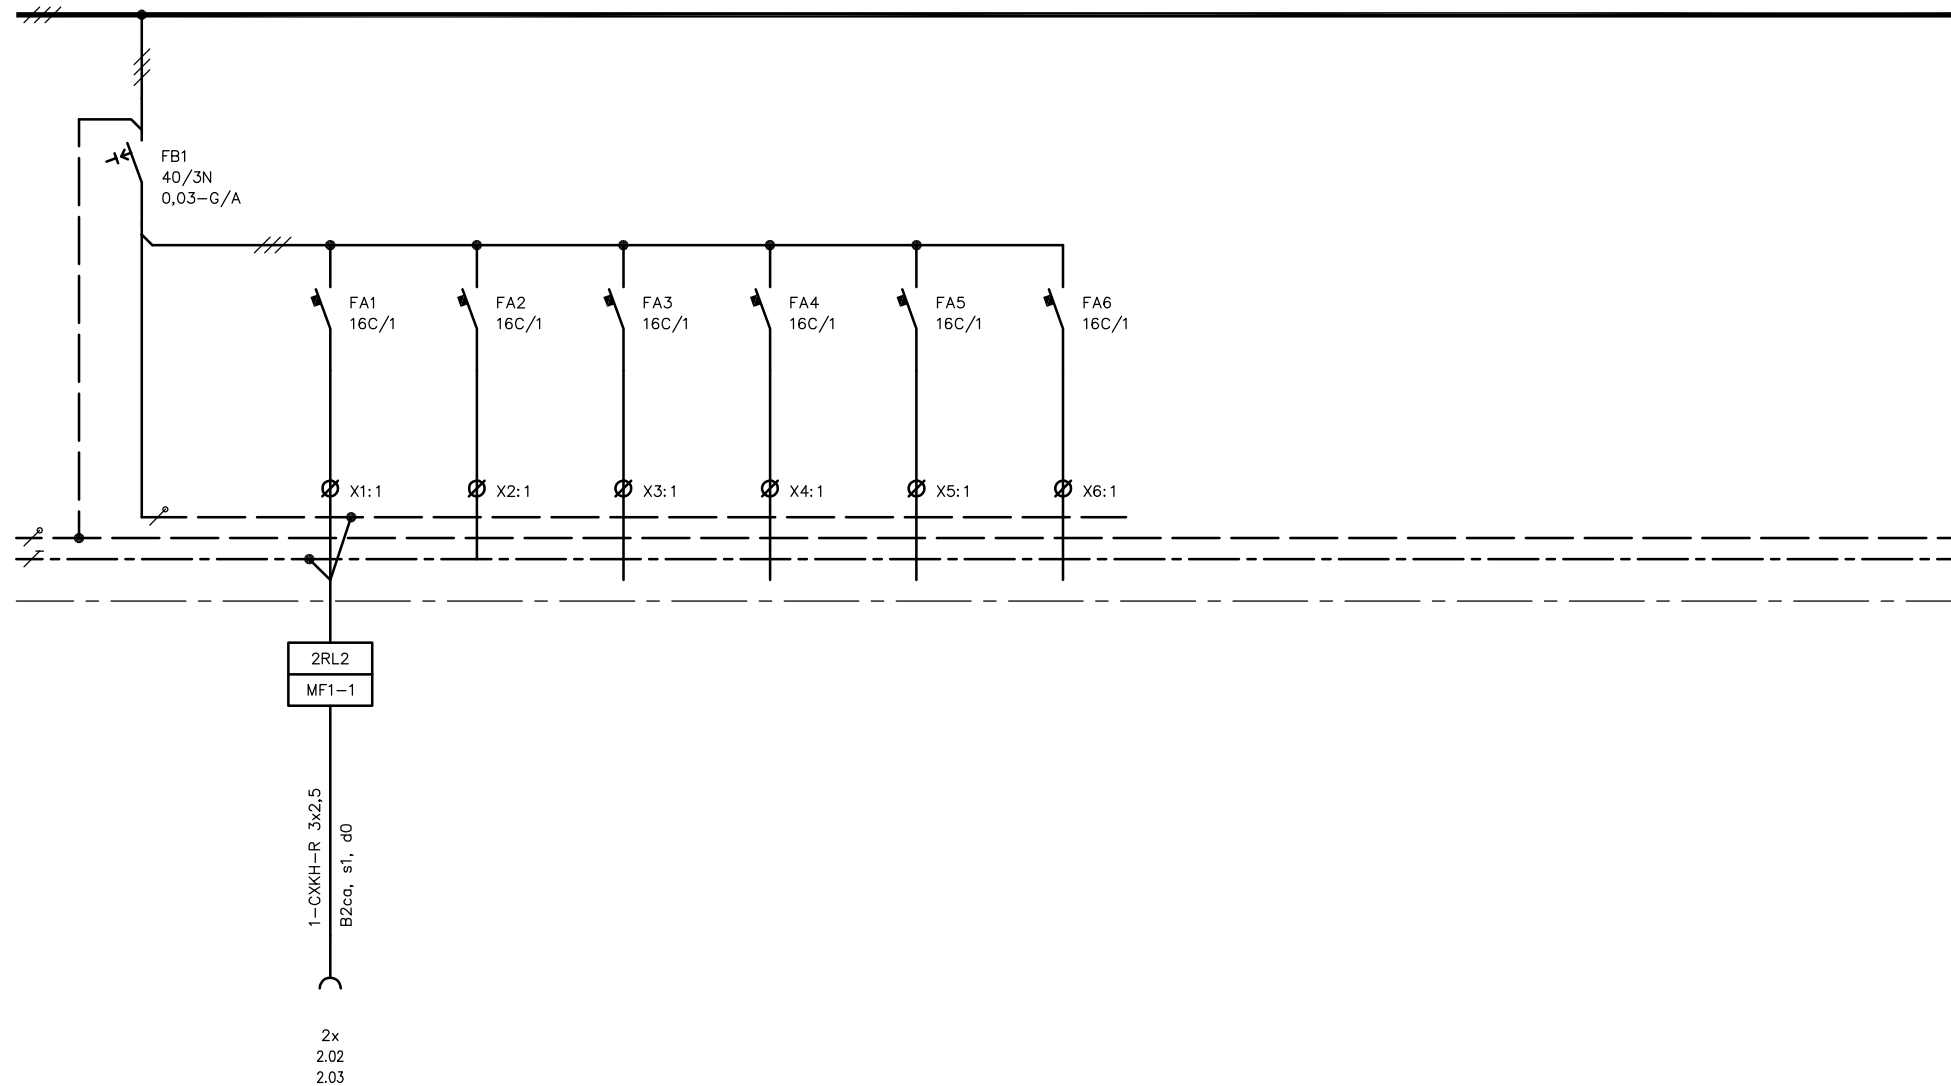 FB1
40/3N
0,03-G/A
FA1
16C/1
FA2
16C/1
FA3
16C/1
FA4
16C/1
FA5
16C/1
FA6
16C/1
X1:1
X2:1
X3:1
X4:1
X5:1
X6:1
2RL2
MF1-1
1-CXKH-R 3x2,5
B2ca, s1, d0
2x
2.02
2.03